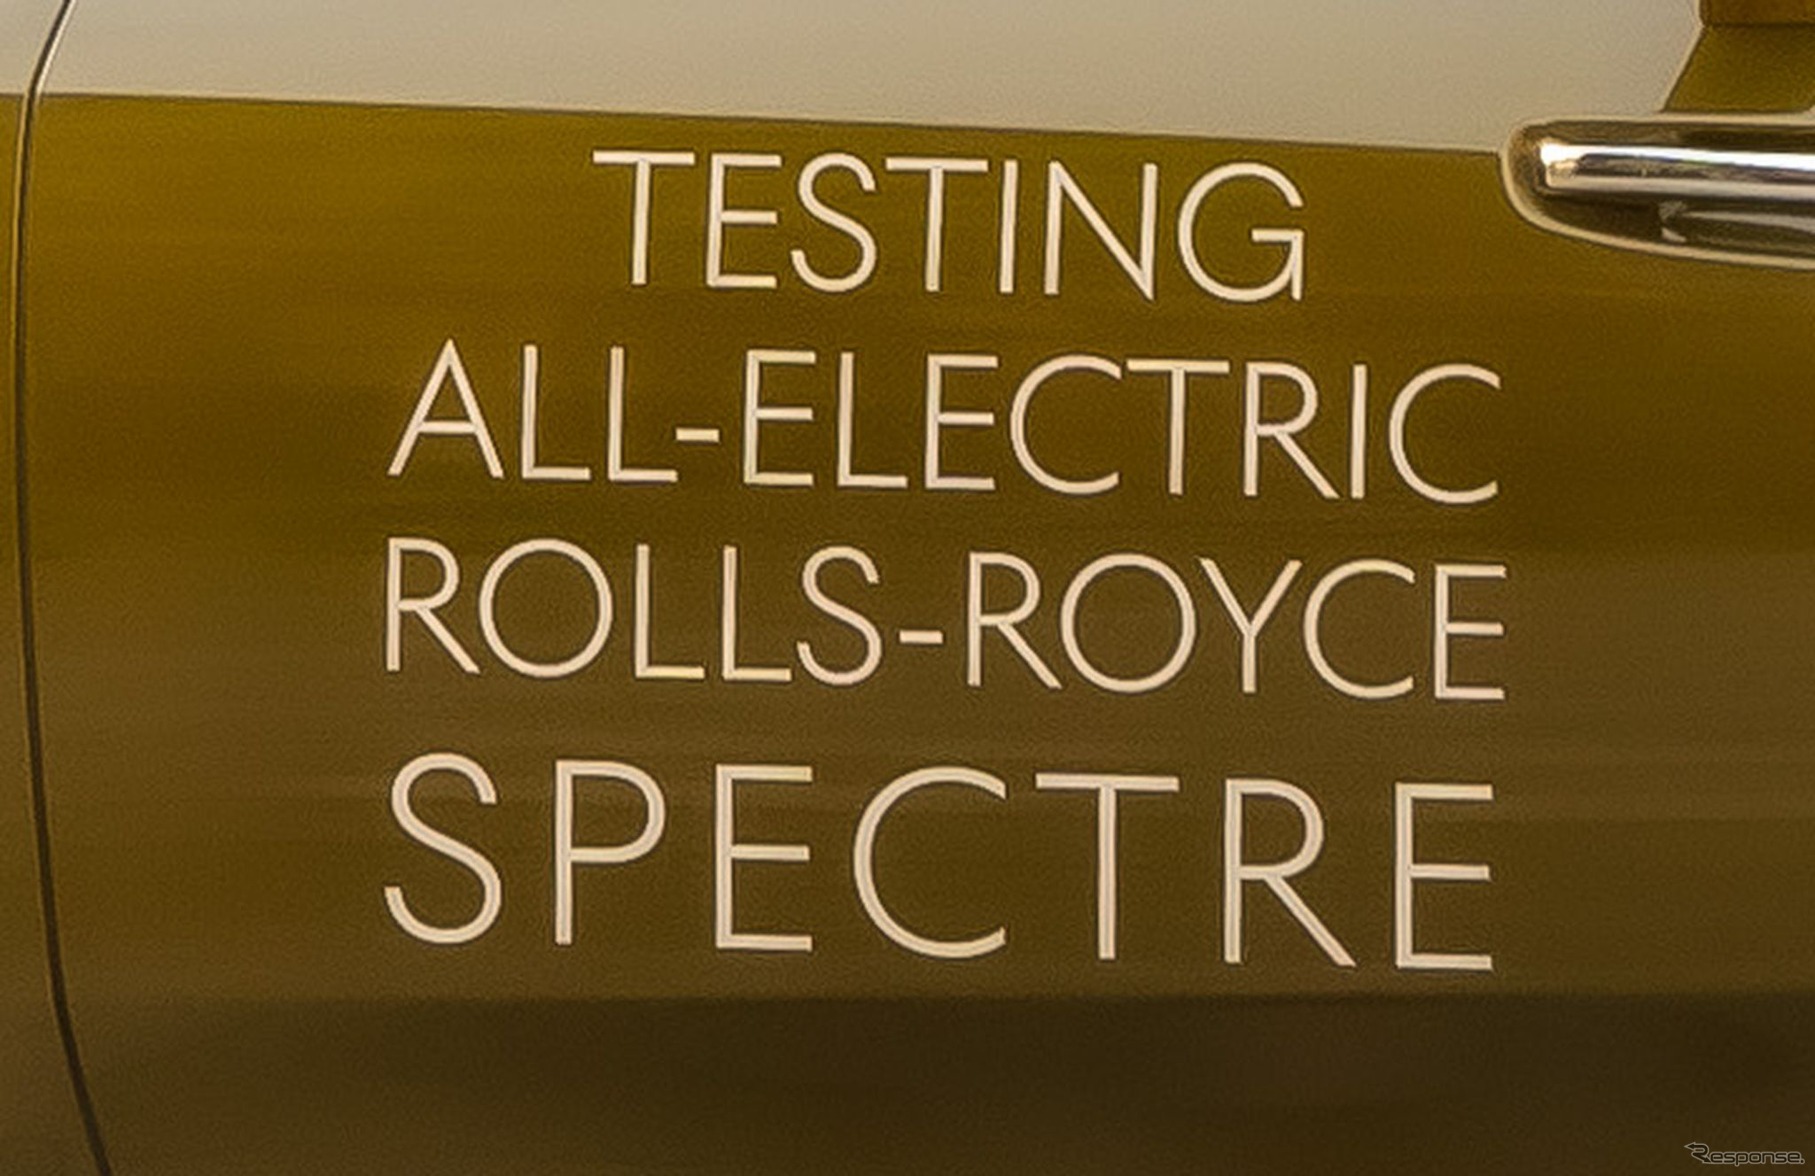 TESTING
ALL-ELECTRIC
ROLLS-ROYCE
SPECTRE
Response.